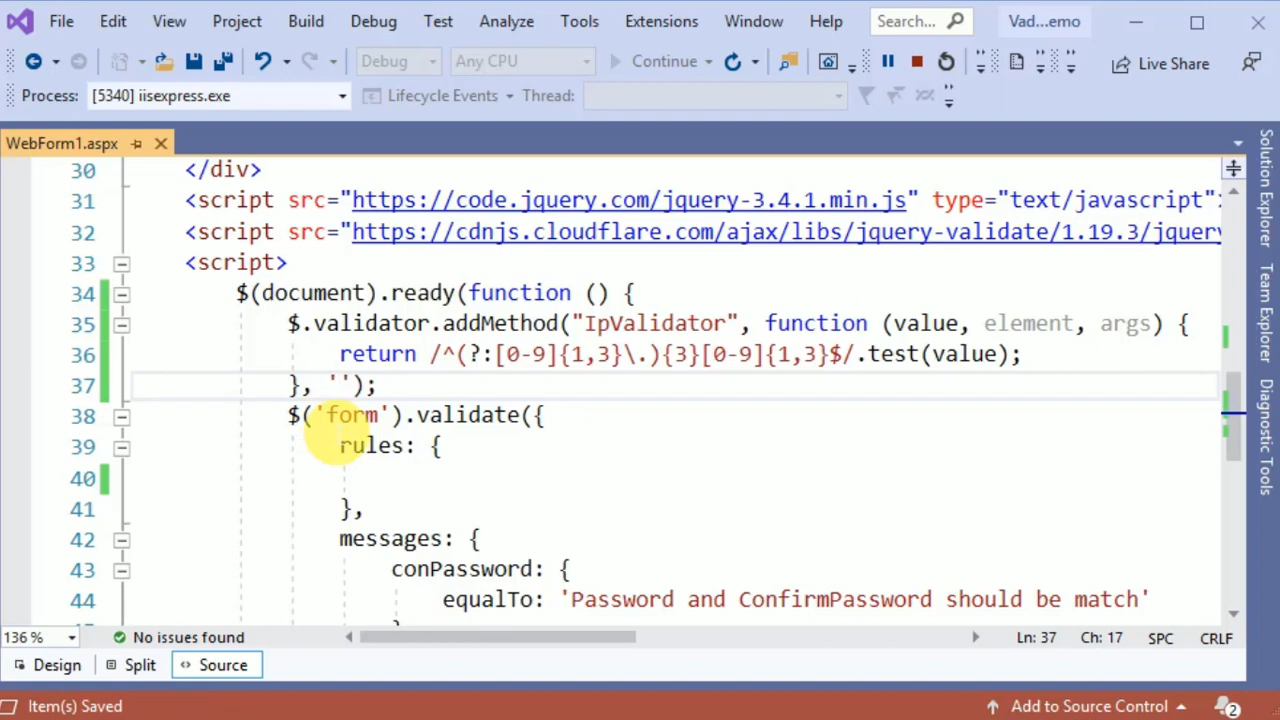 File Edit View Project Build Debug Test Analyze Tools Extensions Window Help Search... Vad...emo
Debug Any CPU Continue Live Share
Process: [5340] iisexpress.exe Lifecycle Events Thread:
WebForm1.aspx
30 </div>
31 <script src="https://code.jquery.com/jquery-3.4.1.min.js" type="text/javascript"
32 <script src="https://cdnjs.cloudflare.com/ajax/libs/jquery-validate/1.19.3/jquery
33 <script>
34 $(document).ready(function () {
35 $.validator.addMethod("IpValidator", function (value, element, args) {
36 return /^(?:[0-9]{1,3}\.){3}[0-9]{1,3}$/.test(value);
37 }, '');
38 $('form').validate({
39 rules: {
40
41 },
42 messages: {
43 conPassword: {
44 equalTo: 'Password and ConfirmPassword should be match'
Solution Explorer
Team Explorer
Diagnostic Tools
136 % No issues found Ln: 37 Ch: 17 SPC CRLF
Design Split Source
Item(s) Saved Add to Source Control 2